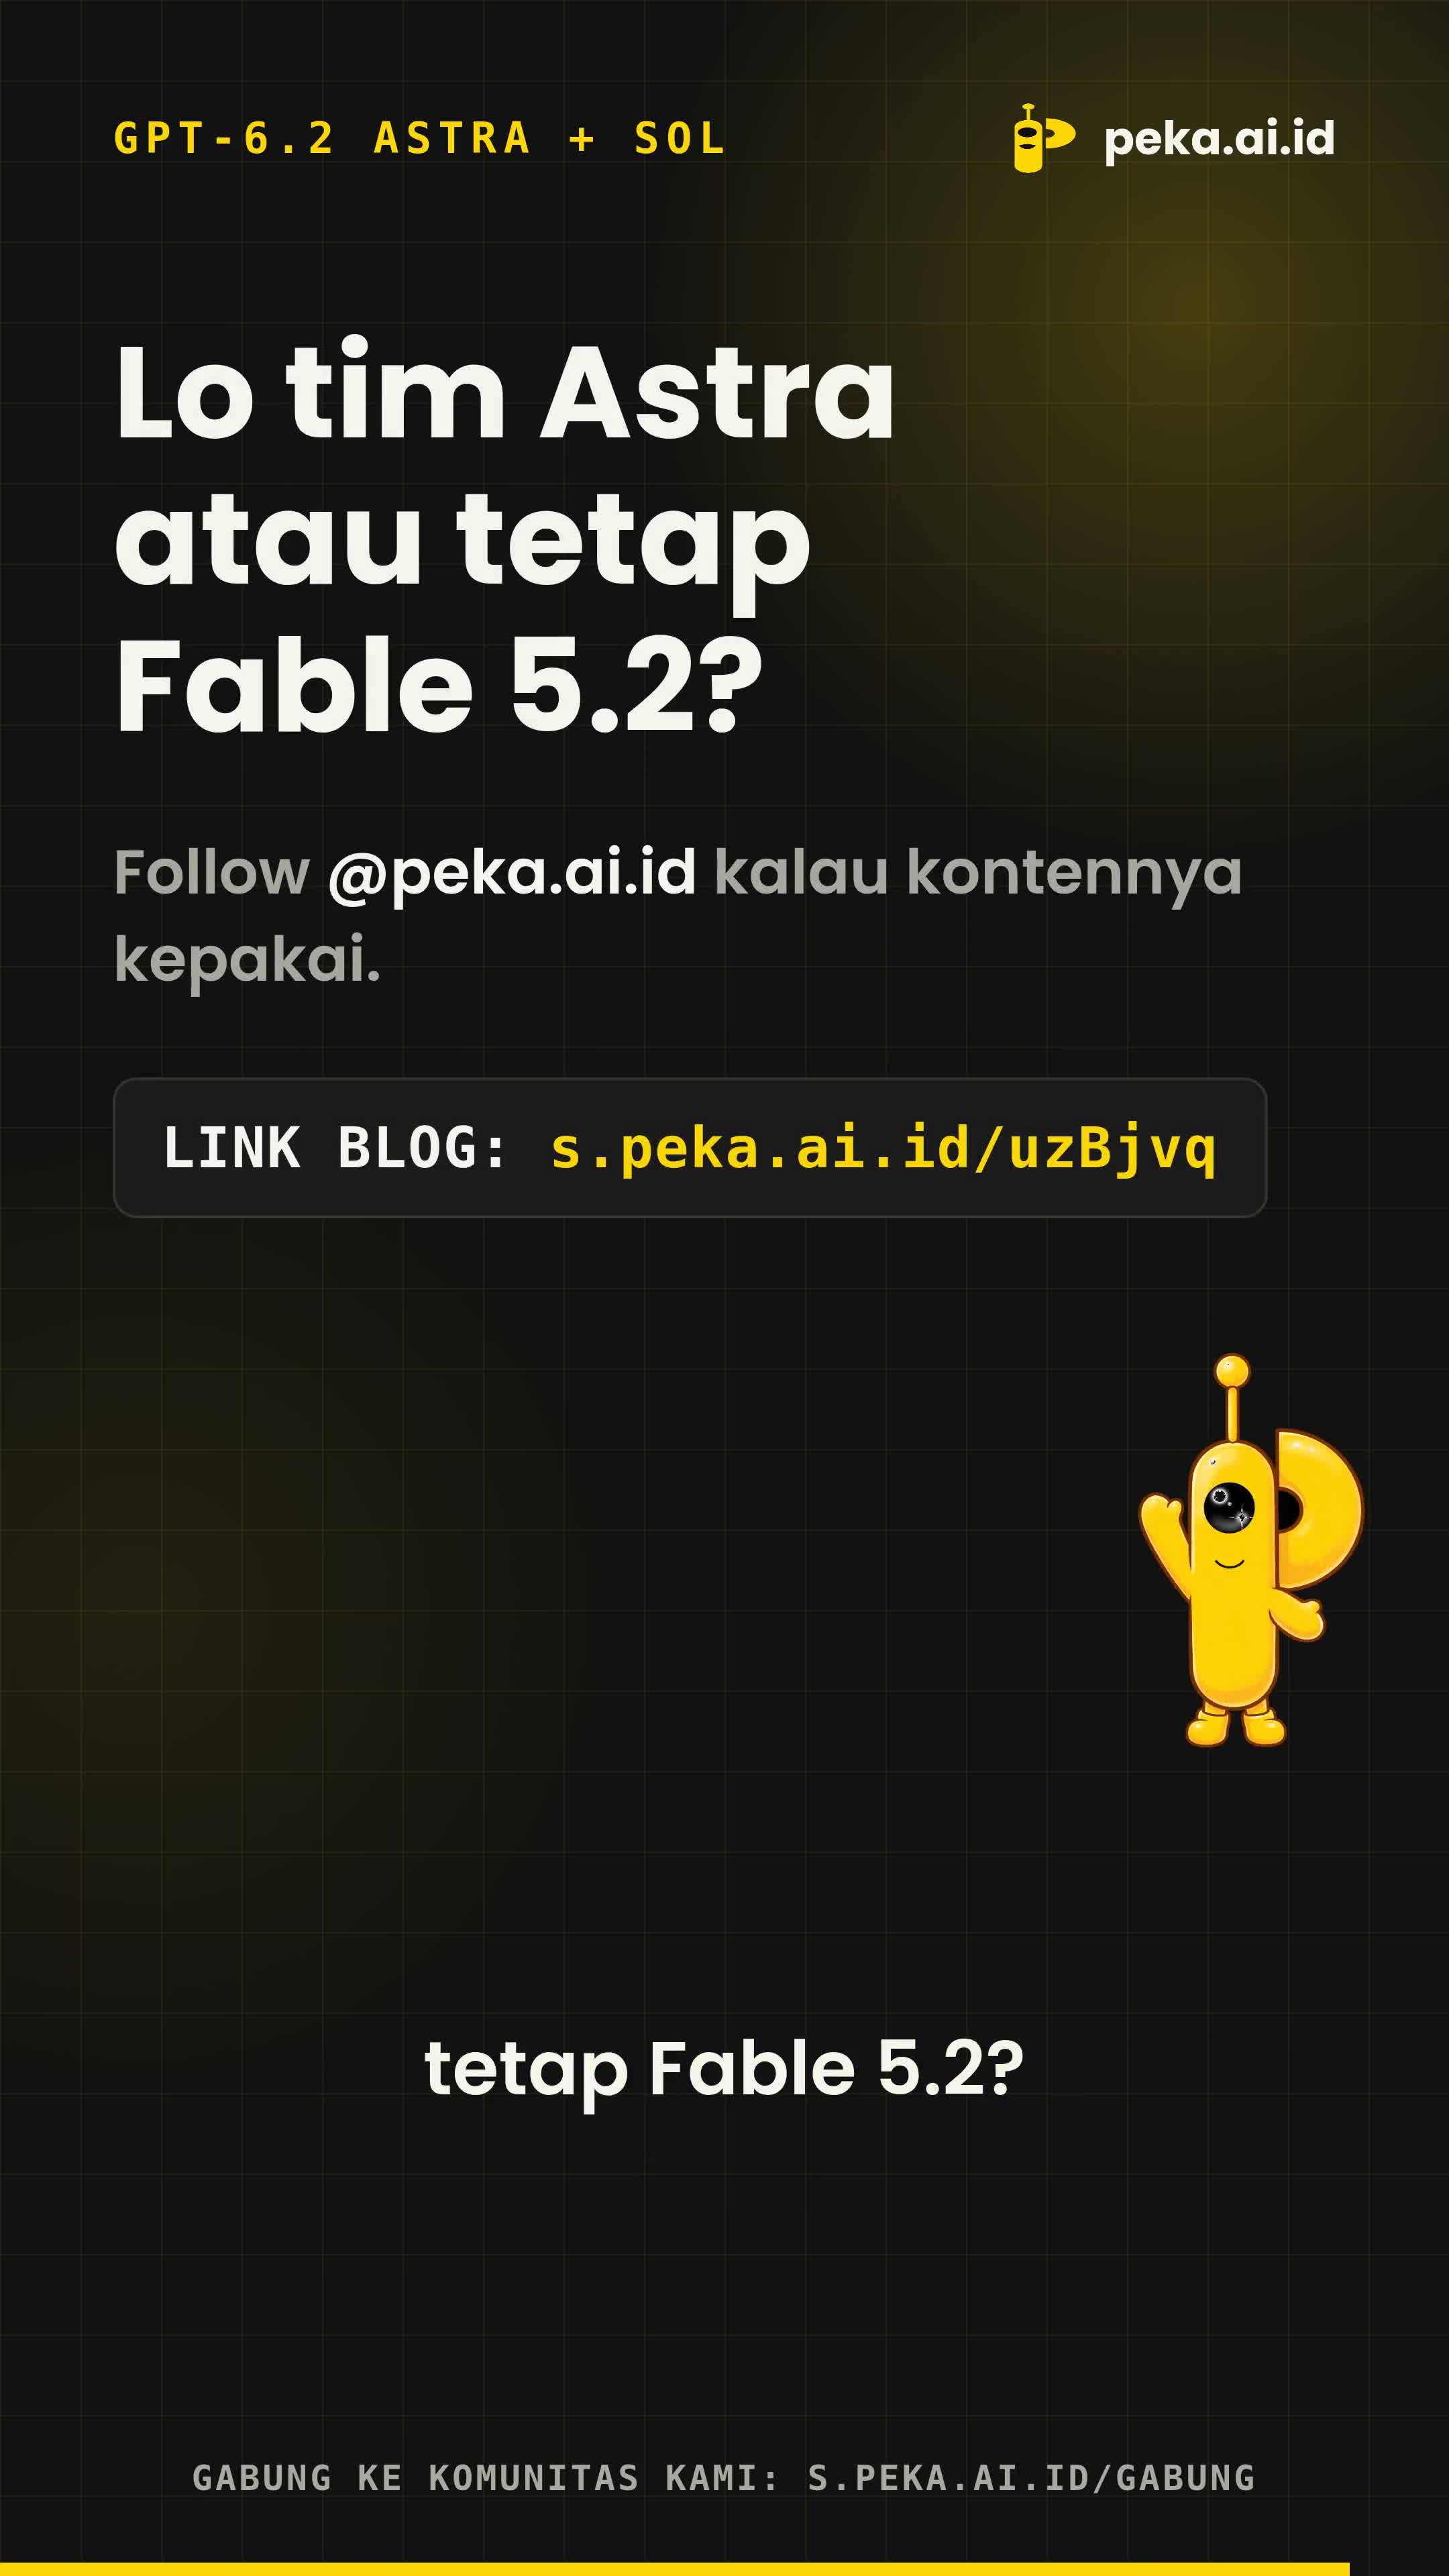 GPT-6.2 ASTRA + SOL
peka.ai.id
Lo tim Astra
atau tetap
Fable 5.2?
Follow @peka.ai.id kalau kontennya
kepakai.
LINK BLOG: s.peka.ai.id/uzBjvq
tetap Fable 5.2?
GABUNG KE KOMUNITAS KAMI: S.PEKA.AI.ID/GABUNG